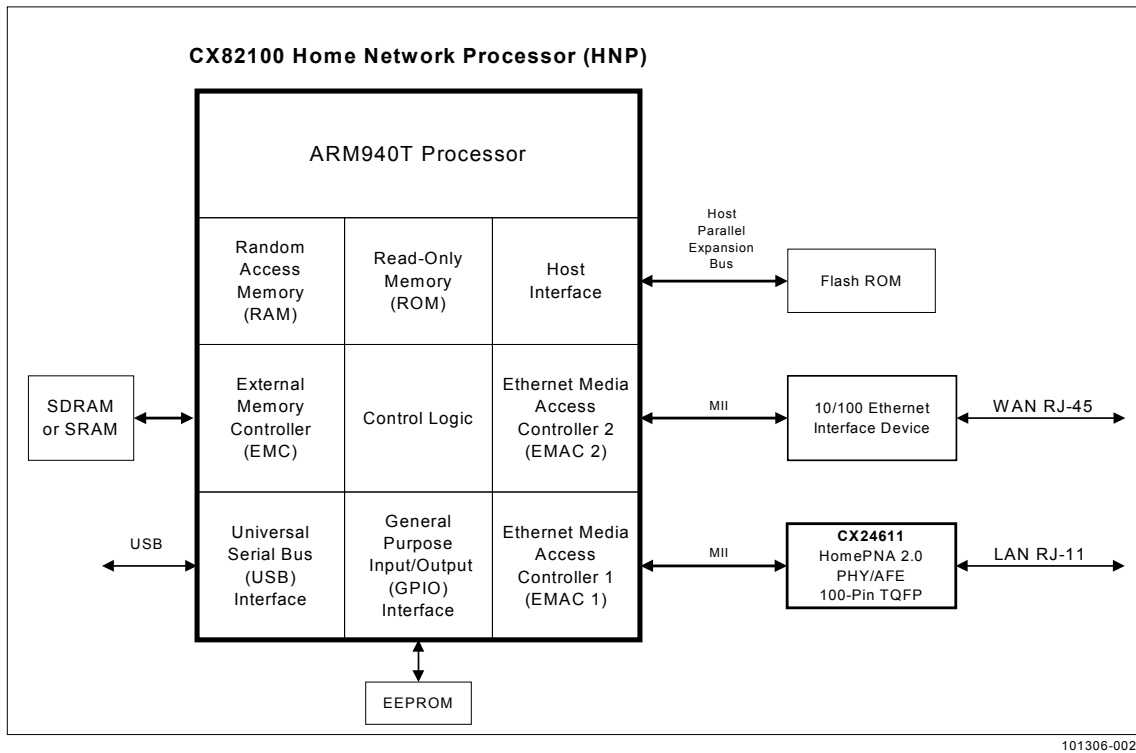 CX82100 Home Network Processor (HNP)
ARM940T Processor
Random
Access
Memory
(RAM)
Read-Only
Memory
(ROM)
Host
Interface
Host
Parallel
Expansion
Bus
Flash ROM
SDRAM
or SRAM
External
Memory
Controller
(EMC)
Control Logic
Ethernet Media
Access
Controller 2
(EMAC 2)
MII
10/100 Ethernet
Interface Device
WAN RJ-45
USB
Universal
Serial Bus
(USB)
Interface
General
Purpose
Input/Output
(GPIO)
Interface
Ethernet Media
Access
Controller 1
(EMAC 1)
MII
CX24611
HomePNA 2.0
PHY/AFE
100-Pin TQFP
LAN RJ-11
EEPROM
101306-002